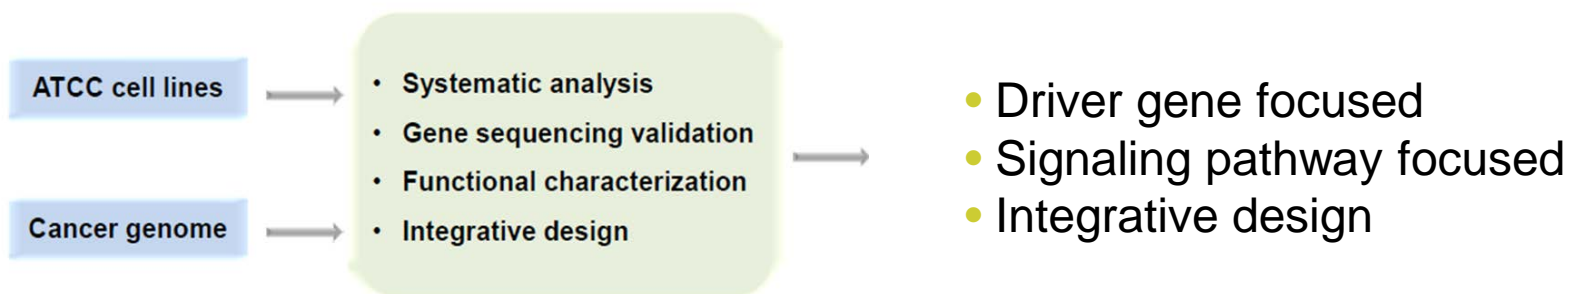 ATCC cell lines
Cancer genome
• Systematic analysis
• Gene sequencing validation
• Functional characterization
• Integrative design
• Driver gene focused
• Signaling pathway focused
• Integrative design